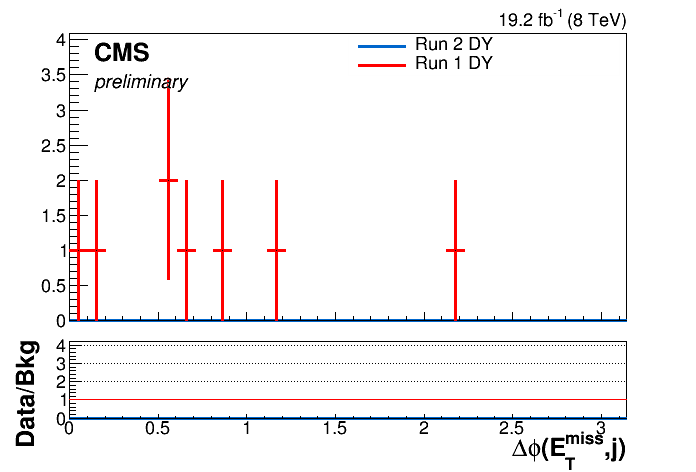 19.2 fb-1 (8 TeV)
CMS
preliminary
Run 2 DY
Run 1 DY
4
3.5
3
2.5
2
1.5
1
0.5
0
Data/Bkg
4
3
2
1
0
0 0.5 1 1.5 2 2.5 3
Δϕ(E_T^miss,j)